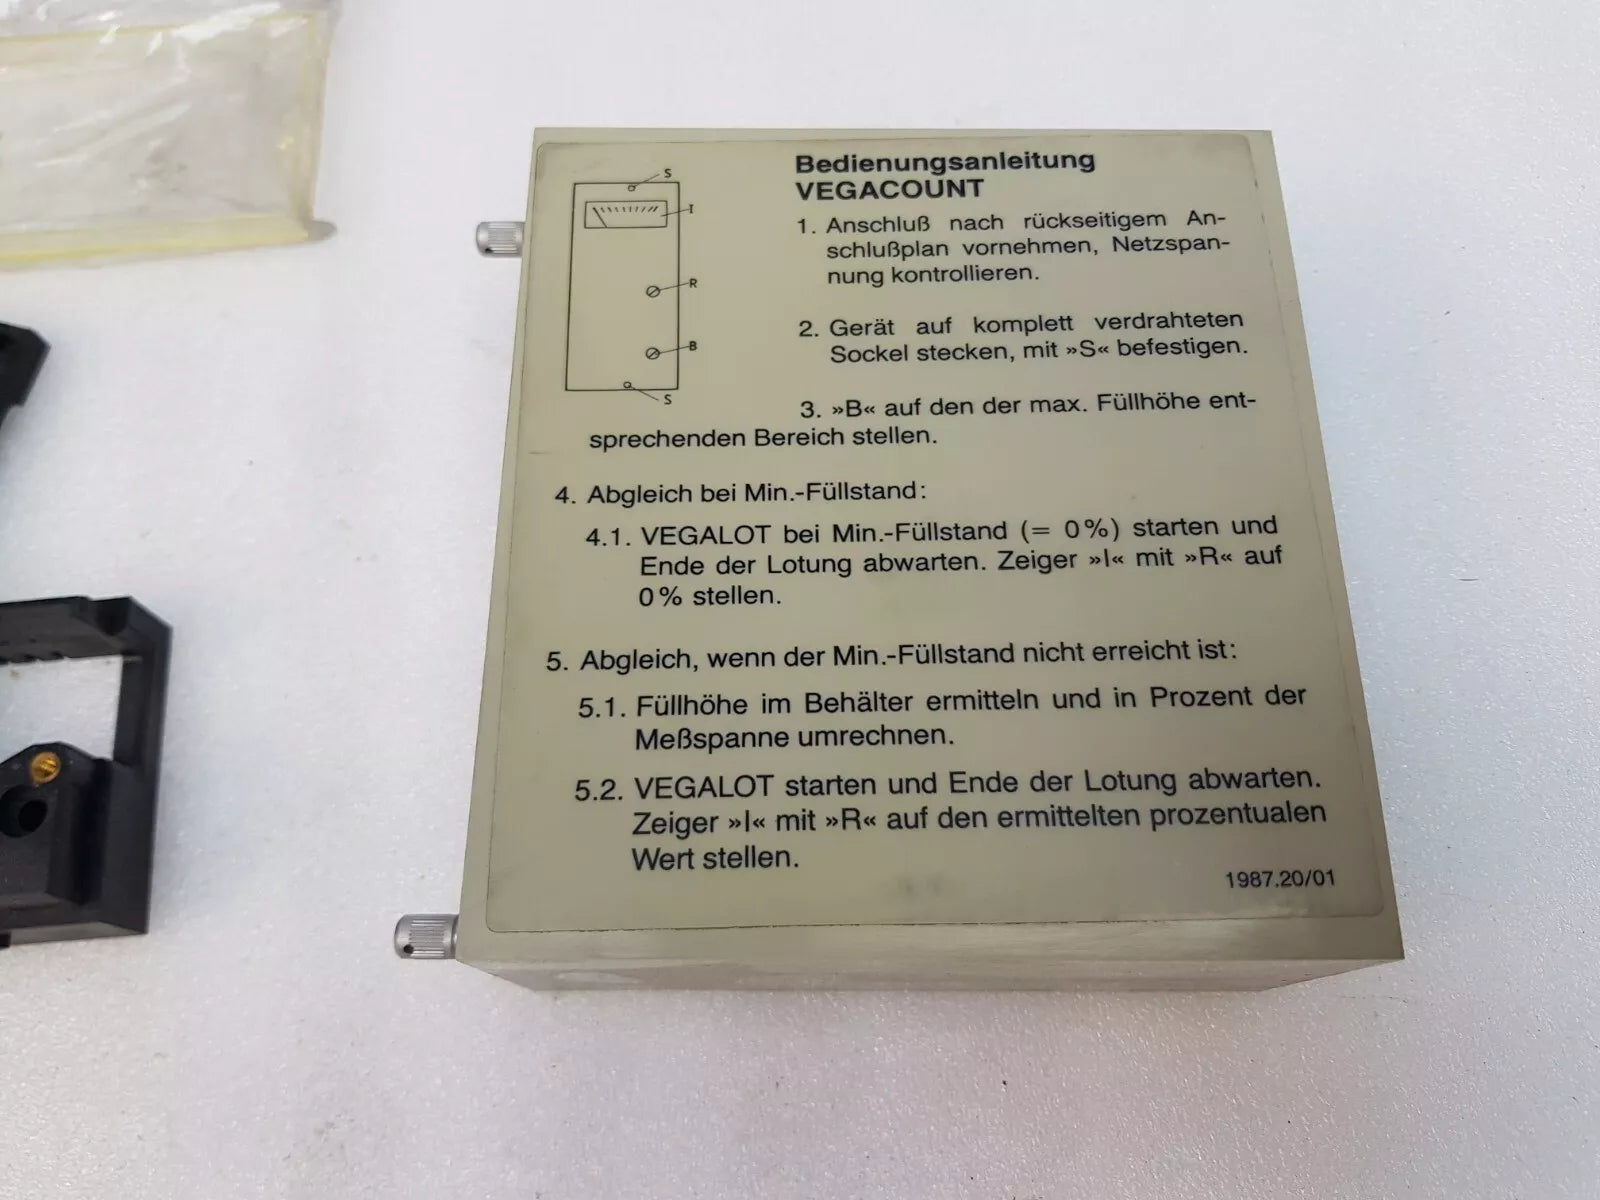 Bedienungsanleitung
VEGACOUNT
S
I
R
B
S
1. Anschluß nach rückseitigem An-
schlußplan vornehmen, Netzspan-
nung kontrollieren.
2. Gerät auf komplett verdrahteten
Sockel stecken, mit »S« befestigen.
3. »B« auf den der max. Füllhöhe ent-
sprechenden Bereich stellen.
4. Abgleich bei Min.-Füllstand:
4.1. VEGALOT bei Min.-Füllstand (= 0%) starten und
Ende der Lotung abwarten. Zeiger »I« mit »R« auf
0% stellen.
5. Abgleich, wenn der Min.-Füllstand nicht erreicht ist:
5.1. Füllhöhe im Behälter ermitteln und in Prozent der
Meßspanne umrechnen.
5.2. VEGALOT starten und Ende der Lotung abwarten.
Zeiger »I« mit »R« auf den ermittelten prozentualen
Wert stellen.
1987.20/01